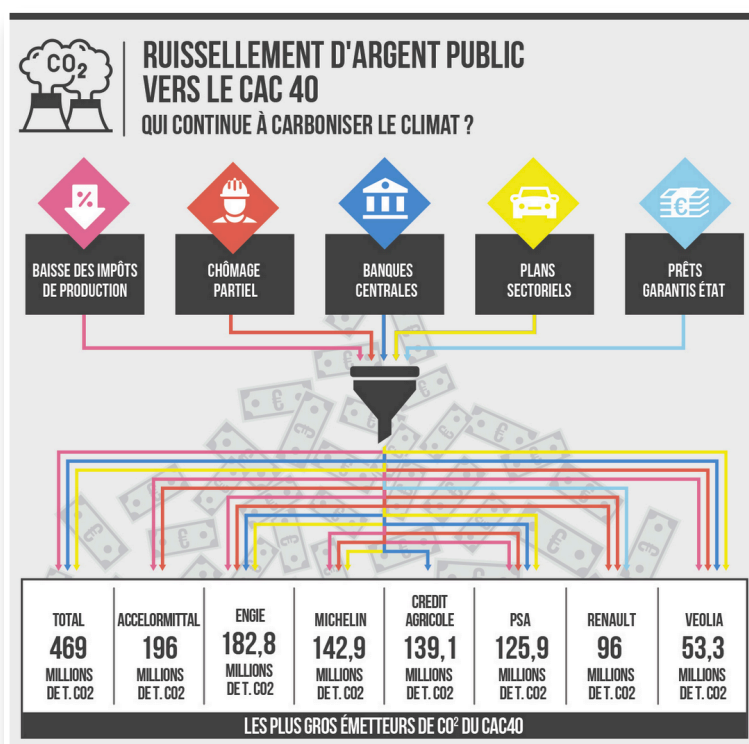 CO2
RUISSELLEMENT D'ARGENT PUBLIC
VERS LE CAC 40
QUI CONTINUE À CARBONISER LE CLIMAT ?
%
€
BAISSE DES IMPÔTS
DE PRODUCTION
CHÔMAGE
PARTIEL
BANQUES
CENTRALES
PLANS
SECTORIELS
PRÊTS
GARANTIS ÉTAT
TOTAL
469
MILLIONS
DE T. CO2
ACCELORMITTAL
196
MILLIONS
DE T. CO2
ENGIE
182,8
MILLIONS
DE T. CO2
MICHELIN
142,9
MILLIONS
DE T. CO2
CREDIT
AGRICOLE
139,1
MILLIONS
DE T. CO2
PSA
125,9
MILLIONS
DE T. CO2
RENAULT
96
MILLIONS
DE T. CO2
VEOLIA
53,3
MILLIONS
DE T. CO2
LES PLUS GROS ÉMETTEURS DE CO² DU CAC40